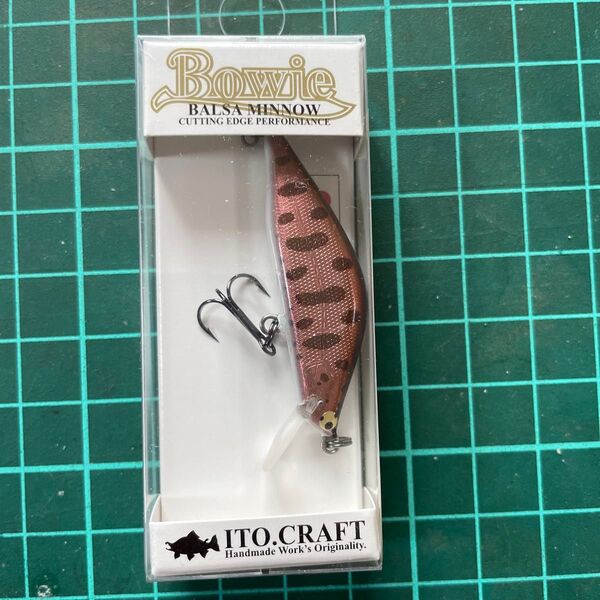 Bowie
BALSA MINNOW
CUTTING EDGE PERFORMANCE
ITO.CRAFT
Handmade Work's Originality.